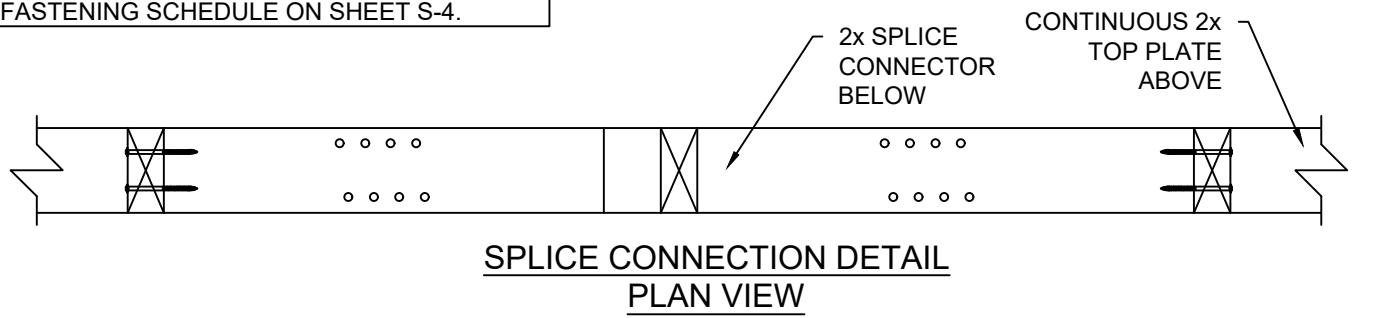 FASTENING SCHEDULE ON SHEET S-4.
2x SPLICE
CONNECTOR
BELOW
CONTINUOUS 2x
TOP PLATE
ABOVE
SPLICE CONNECTION DETAIL
PLAN VIEW